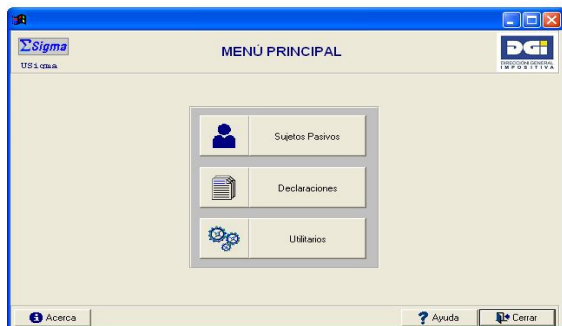 ΣSigma
USigma
MENÚ PRINCIPAL
DGI
DIRECCIÓN GENERAL
IMPOSITIVA
Sujetos Pasivos
Declaraciones
Utilitarios
Acerca
Ayuda
Cerrar